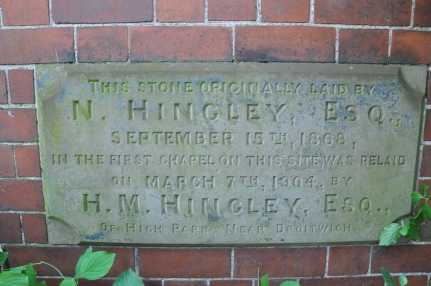 THIS STONE ORIGINALLY LAID BY
N. HINGLEY, ESQ.,
SEPTEMBER 15TH, 1868,
IN THE FIRST CHAPEL ON THIS SITE WAS RELAID
ON MARCH 7TH, 1904, BY
H. M. HINGLEY, ESQ.,
OF HIGH PARK, NEAR DROITWICH